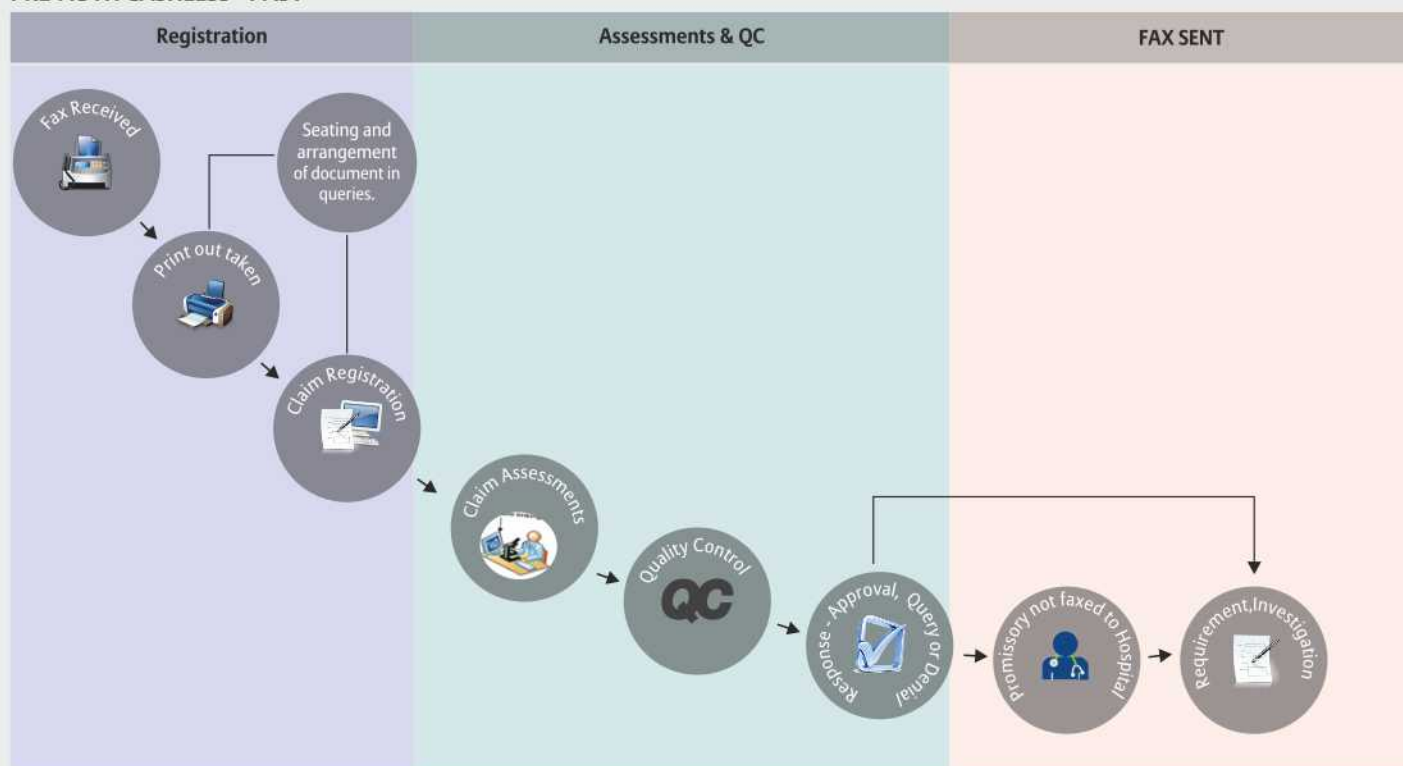 Registration
Assessments & QC
FAX SENT
Fax Received
Seating and
arrangement
of document in
queries.
Print out taken
Claim Registration
Claim Assessments
Quality Control
QC
Response - Approval, Query or Denial
Promissory not faxed to Hospital
Requirement,Investigation